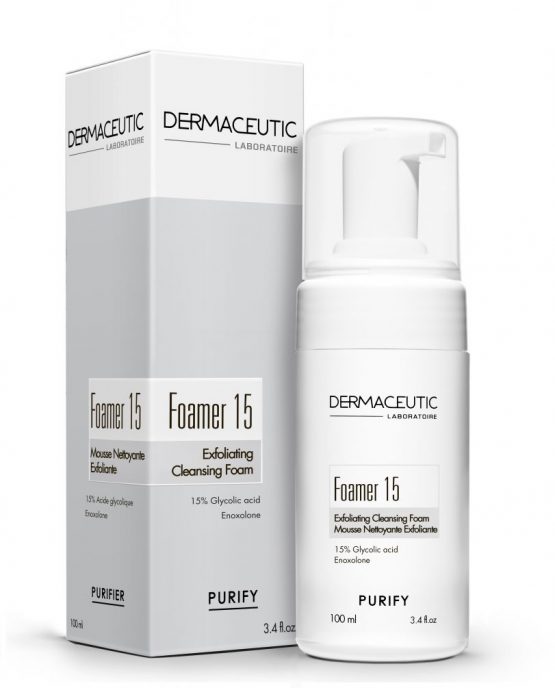 DERMACEUTIC
LABORATOIRE
Foamer 15
Mousse Nettoyante
Exfoliante
15% Acide glycolique
Enoxolone
PURIFIER
100 ml
DERMACEUTIC
LABORATOIRE
Foamer 15
Exfoliating
Cleansing Foam
15% Glycolic acid
Enoxolone
PURIFY
3.4 fl.oz
DERMACEUTIC
LABORATOIRE
Foamer 15
Exfoliating Cleansing Foam
Mousse Nettoyante Exfoliante
15% Glycolic acid
Enoxolone
PURIFY
100 ml 3.4 fl.oz